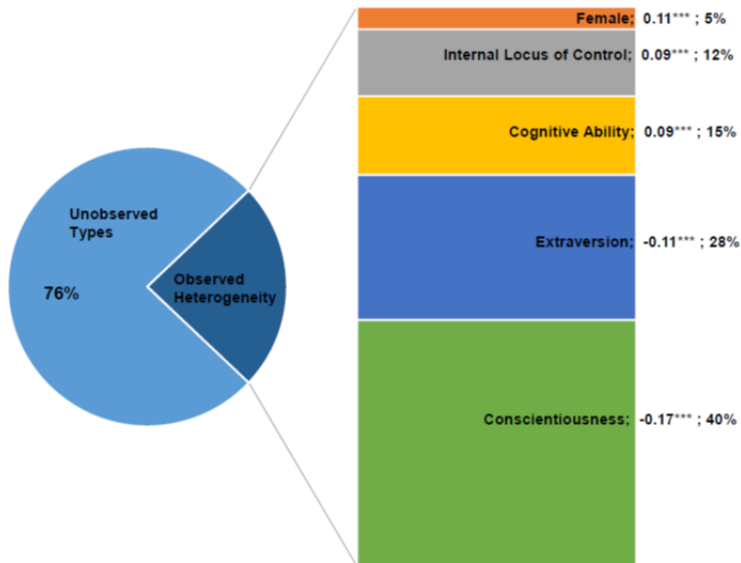 Female; 0.11*** ; 5%
Internal Locus of Control; 0.09*** ; 12%
Cognitive Ability; 0.09*** ; 15%
Unobserved
Types
Extraversion; -0.11*** ; 28%
Observed
Heterogeneity
76%
Conscientiousness; -0.17*** ; 40%